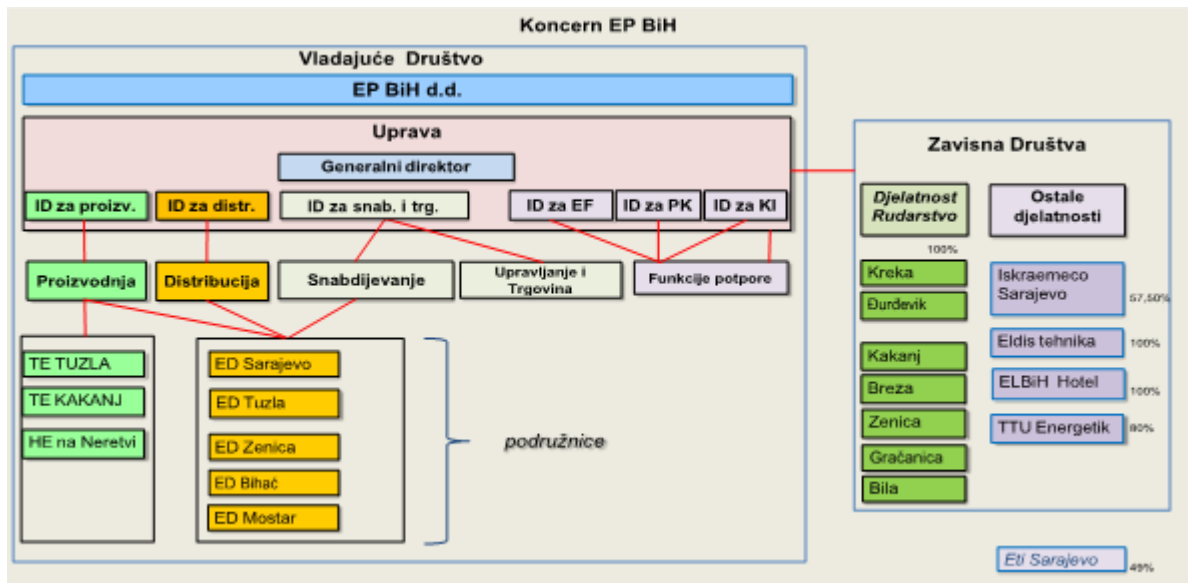 Koncern EP BiH
Vladajuće Društvo
EP BiH d.d.
Uprava
Generalni direktor
ID za proizv.
ID za distr.
ID za snab. i trg.
ID za EF
ID za PK
ID za KI
Proizvodnja
Distribucija
Snabdijevanje
Upravljanje i
Trgovina
Funkcije potpore
TE TUZLA
TE KAKANJ
HE na Neretvi
ED Sarajevo
ED Tuzla
ED Zenica
ED Bihać
ED Mostar
podružnice
Zavisna Društva
Djelatnost
Rudarstvo
Ostale
djelatnosti
100%
Kreka
Đurđevik
Kakanj
Breza
Zenica
Gračanica
Bila
Iskraemeco
Sarajevo
57,50%
Eldis tehnika
100%
ELBiH Hotel
100%
TTU Energetik
80%
Eti Sarajevo
49%